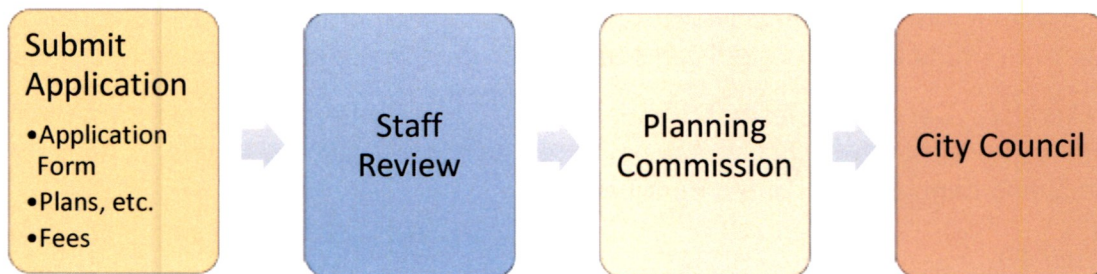 Submit
Application
•Application
Form
•Plans, etc.
•Fees
Staff
Review
Planning
Commission
City Council